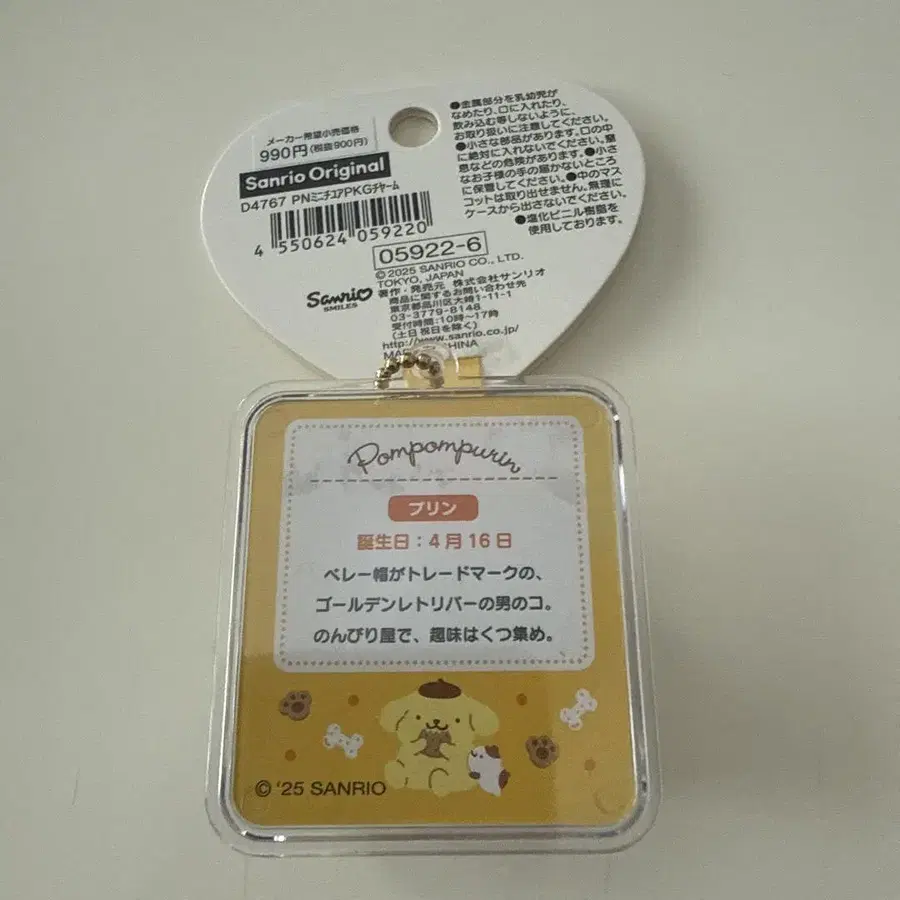 メーカー希望小売価格
990円(税抜900円)
Sanrio Original
D4767 PNミニチュアPKGチャーム
4 550624 059220
05922-6
●金属部分を乳幼児が
なめたり、口に入れたり、
飲み込む等しないように、
お取り扱いに注意してください。
●小さな部品があります。口の中
に絶対に入れないでください。窒
息などの危険があります。●小さ
なお子様の手の届かないところ
に保管してください。●中のマス
コットは取り出せません。無理に
ケースから出さないでください。
●塩化ビニル樹脂を
使用しております。
© 2025 SANRIO CO., LTD.
TOKYO, JAPAN
著作・発売元 株式会社サンリオ
商品に関するお問い合わせ先
東京都品川区大崎1-11-1
03-3779-8148
受付時間:10時〜17時
(土日祝日を除く)
http://www.sanrio.co.jp/
Sanrio
SMILES
Pompompurin
プリン
誕生日:4月16日
ベレー帽がトレードマークの、
ゴールデンレトリバーの男のコ。
のんびり屋で、趣味はくつ集め。
© '25 SANRIO